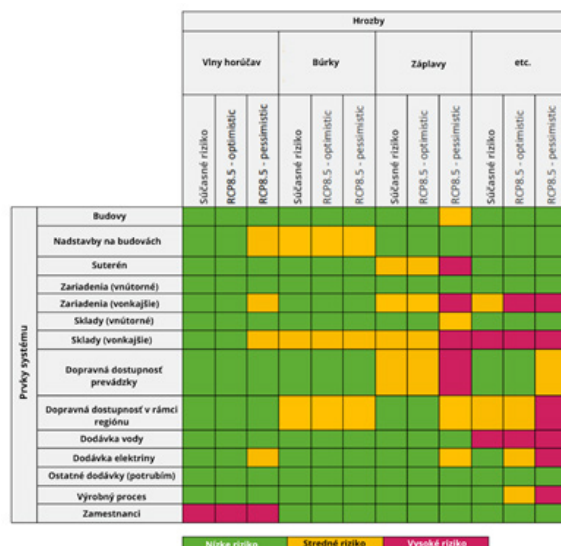 Hrozby
Vlny horúčav
Búrky
Záplavy
etc.
Súčasné riziko
RCP8.5 - optimistic
RCP8.5 - pessimistic
Súčasné riziko
RCP8.5 - optimistic
RCP8.5 - pessimistic
Súčasné riziko
RCP8.5 - optimistic
RCP8.5 - pessimistic
Súčasné riziko
RCP8.5 - optimistic
RCP8.5 - pessimistic
Prvky systému
Budovy
Nadstavby na budovách
Suterén
Zariadenia (vnútorné)
Zariadenia (vonkajšie)
Sklady (vnútorné)
Sklady (vonkajšie)
Dopravná dostupnosť
prevádzky
Dopravná dostupnosť v rámci
regiónu
Dodávka vody
Dodávka elektriny
Ostatné dodávky (potrubím)
Výrobný proces
Zamestnanci
Nízke riziko
Stredné riziko
Vysoké riziko